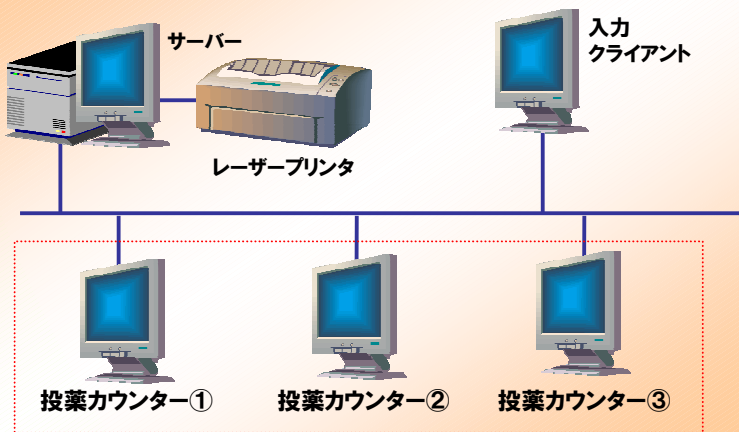 サーバー
入力
クライアント
レーザープリンタ
投薬カウンター①
投薬カウンター②
投薬カウンター③